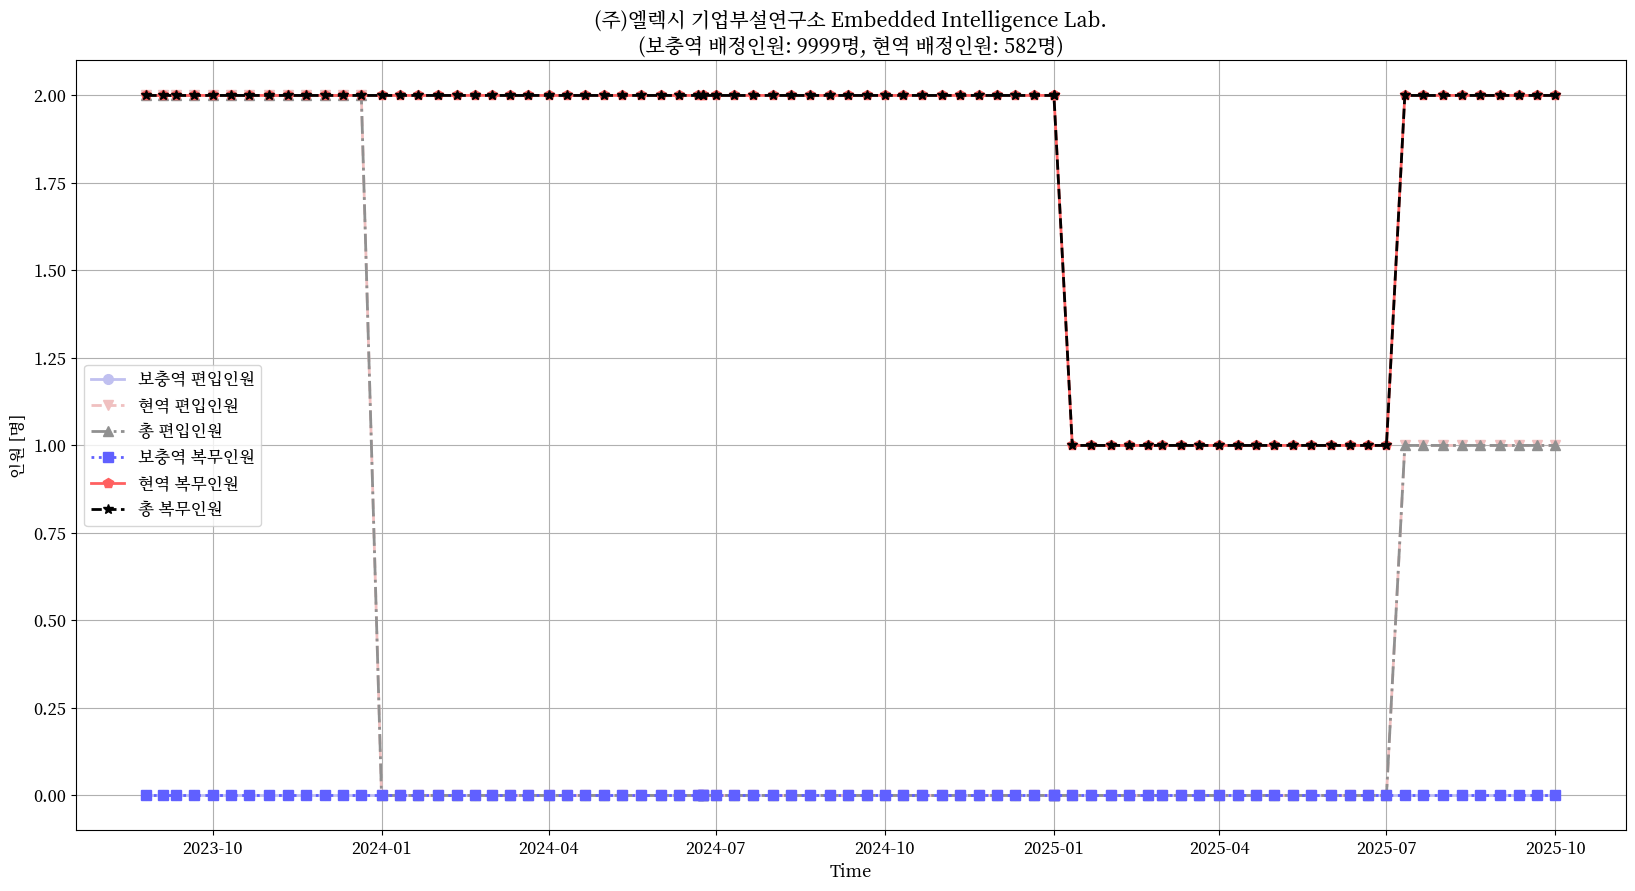 (주)엘렉시 기업부설연구소 Embedded Intelligence Lab.
(보충역 배정인원: 9999명, 현역 배정인원: 582명)
2.00
1.75
1.50
1.25
1.00
0.75
0.50
0.25
0.00
인원 [명]
보충역 편입인원
현역 편입인원
총 편입인원
보충역 복무인원
현역 복무인원
총 복무인원
2023-10 2024-01 2024-04 2024-07 2024-10 2025-01 2025-04 2025-07 2025-10
Time